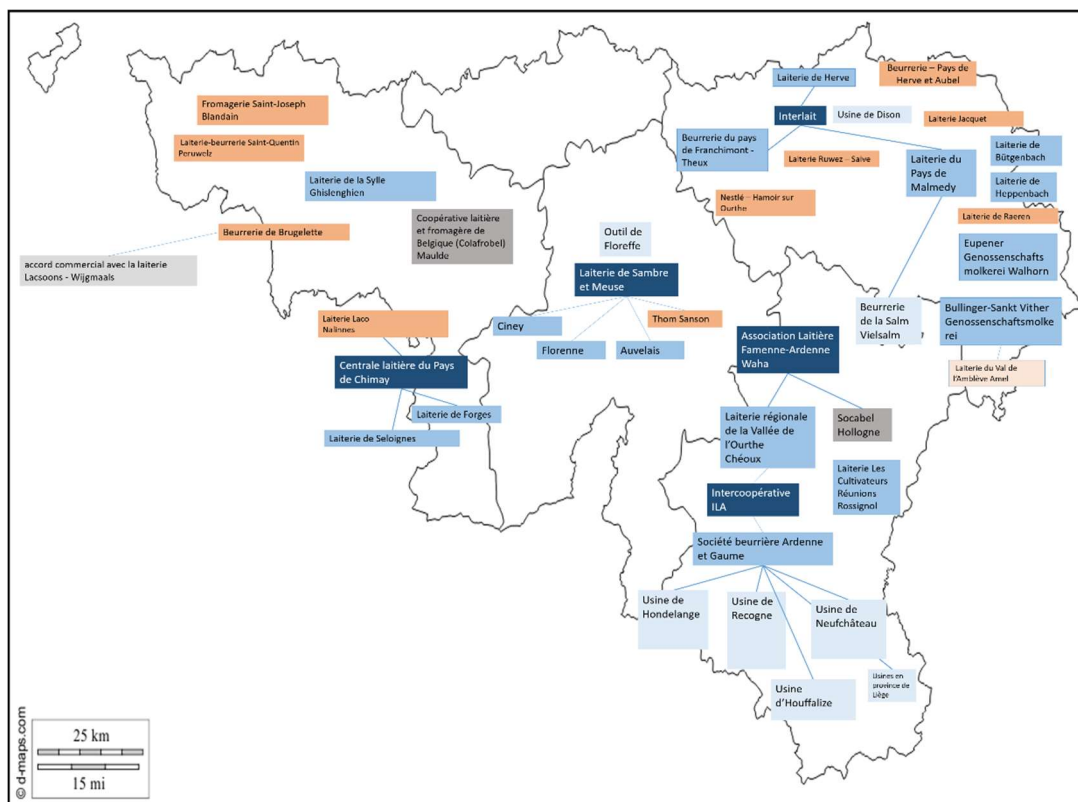 Fromagerie Saint-Joseph
Blandain
Laiterie-beurrerie Saint-Quentin
Peruwelz
Laiterie de la Sylle
Ghislenghien
Beurrerie de Brugelette
accord commercial avec la laiterie
Lacsoons - Wijgmaals
Coopérative laitière
et fromagère de
Belgique (Colafrobel)
Maulde
Laiterie Laco
Nalinnes
Centrale laitière du Pays
de Chimay
Laiterie de Forges
Laiterie de Seloignes
Outil de
Floreffe
Laiterie de Sambre
et Meuse
Ciney
Thom Sanson
Florenne
Auvelais
Laiterie de Herve
Beurrerie – Pays de
Herve et Aubel
Interlait
Usine de Dison
Laiterie Jacquet
Beurrerie du pays
de Franchimont -
Theux
Laiterie Ruwez – Saive
Laiterie du
Pays de
Malmedy
Laiterie de
Bütgenbach
Laiterie de
Heppenbach
Nestlé – Hamoir sur
Ourthe
Laiterie de Raeren
Eupener
Genossenschafts
molkerei Walhorn
Beurrerie
de la Salm
Vielsalm
Bullinger-Sankt Vither
Genossenschaftsmolke
rei
Laiterie du Val de
l'Amblève Amel
Association Laitière
Famenne-Ardenne
Waha
Laiterie régionale
de la Vallée de
l'Ourthe
Chéoux
Socabel
Hollogne
Laiterie Les
Cultivateurs
Réunions
Rossignol
Intercoopérative
ILA
Société beurrière Ardenne
et Gaume
Usine de
Hondelange
Usine de
Recogne
Usine de
Neufchâteau
Usine
d'Houffalize
Usines en
province de
Liège
25 km
15 mi
© d-maps.com